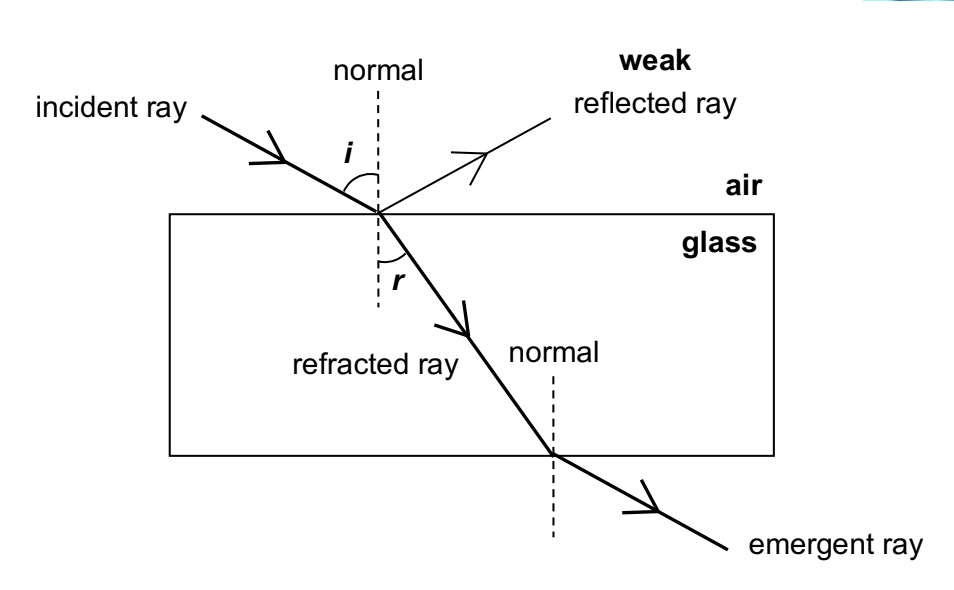 normal
weak
incident ray
reflected ray
i
air
glass
r
refracted ray
normal
emergent ray